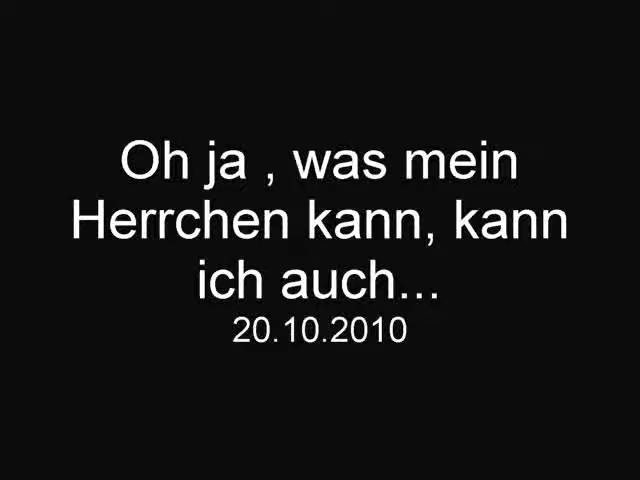 Oh ja , was mein
Herrchen kann, kann
ich auch...
20.10.2010